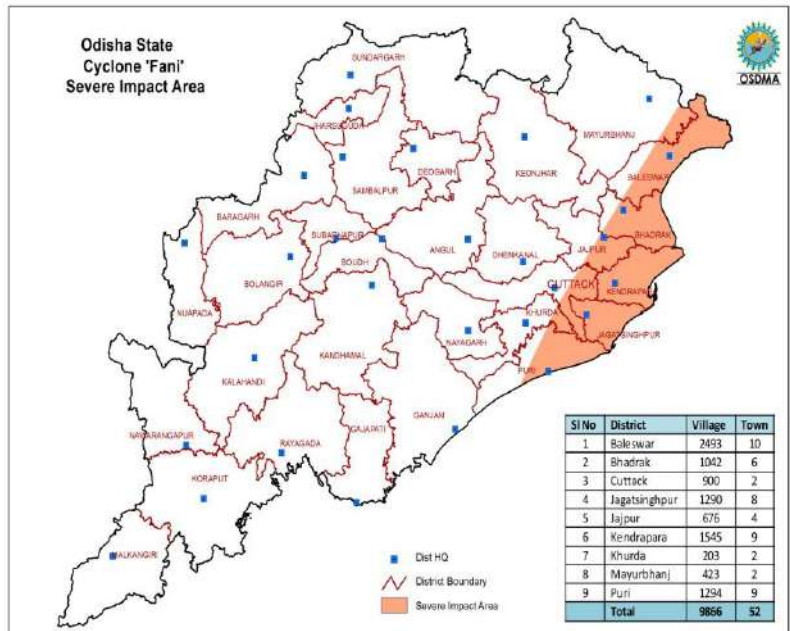 Odisha State
Cyclone 'Fani'
Severe Impact Area
OSDMA
SUNDARGARH
JHARSUGUDA
MAYURBHANJ
DEOGARH
KEONJHAR
SAMBALPUR
BALESWAR
BARAGARH
SUBARNAPUR
ANGUL
DHENKANAL
JAJPUR
BHADRAK
BOUDH
BOLANGIR
CUTTACK
KENDRAPARA
NUAPADA
KHURDA
NAYAGARH
JAGATSINGHPUR
KANDHAMAL
KALAHANDI
PURI
GANJAM
GAJAPATI
NAWARANGAPUR
RAYAGADA
KORAPUT
MALKANGIRI
Dist HQ
District Boundary
Severe Impact Area
Sl No District Village Town
1 Baleswar 2493 10
2 Bhadrak 1042 6
3 Cuttack 900 2
4 Jagatsinghpur 1290 8
5 Jajpur 676 4
6 Kendrapara 1545 9
7 Khurda 203 2
8 Mayurbhanj 423 2
9 Puri 1294 9
Total 9866 52